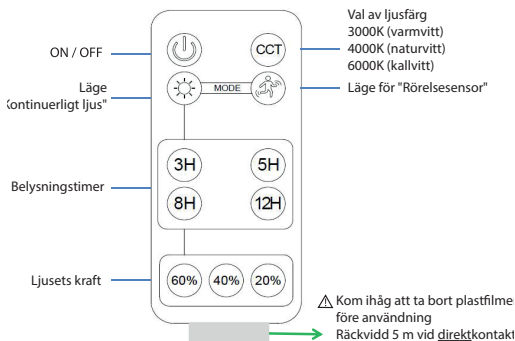 Val av ljusfärg
3000K (varmvitt)
4000K (naturvitt)
6000K (kallvitt)
ON / OFF
CCT
Läge
kontinuerligt ljus"
MODE
Läge för "Rörelsesensor"
3H
5H
Belysningstimer
8H
12H
Ljusets kraft
60%
40%
20%
Kom ihåg att ta bort plastfilmen
före användning
Räckvidd 5 m vid direktkontakt